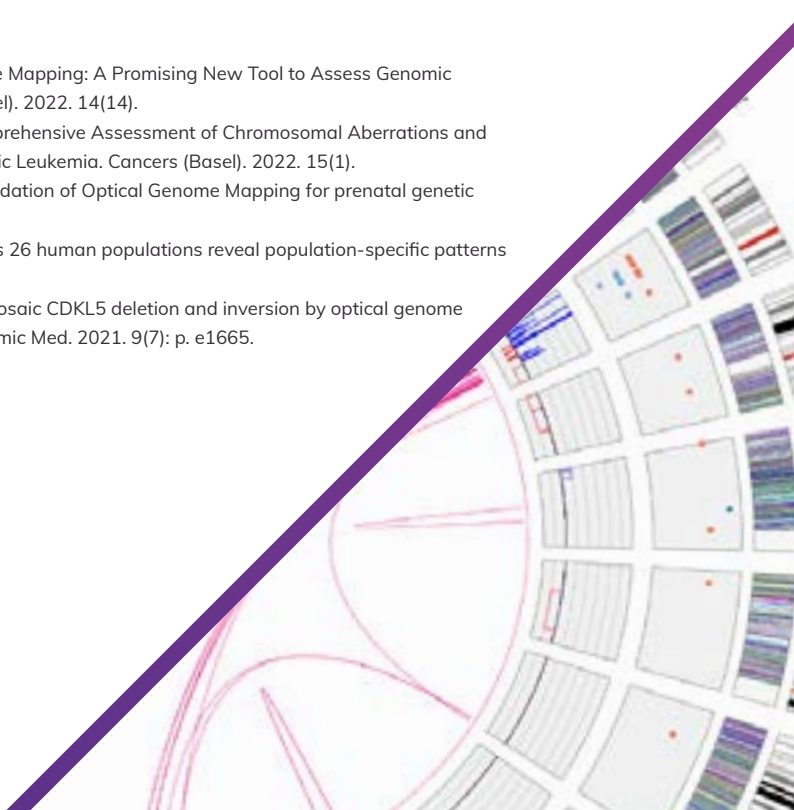 e Mapping: A Promising New Tool to Assess Genomic
el). 2022. 14(14).
prehensive Assessment of Chromosomal Aberrations and
ic Leukemia. Cancers (Basel). 2022. 15(1).
dation of Optical Genome Mapping for prenatal genetic
s 26 human populations reveal population-specific patterns
osaic CDKL5 deletion and inversion by optical genome
mic Med. 2021. 9(7): p. e1665.